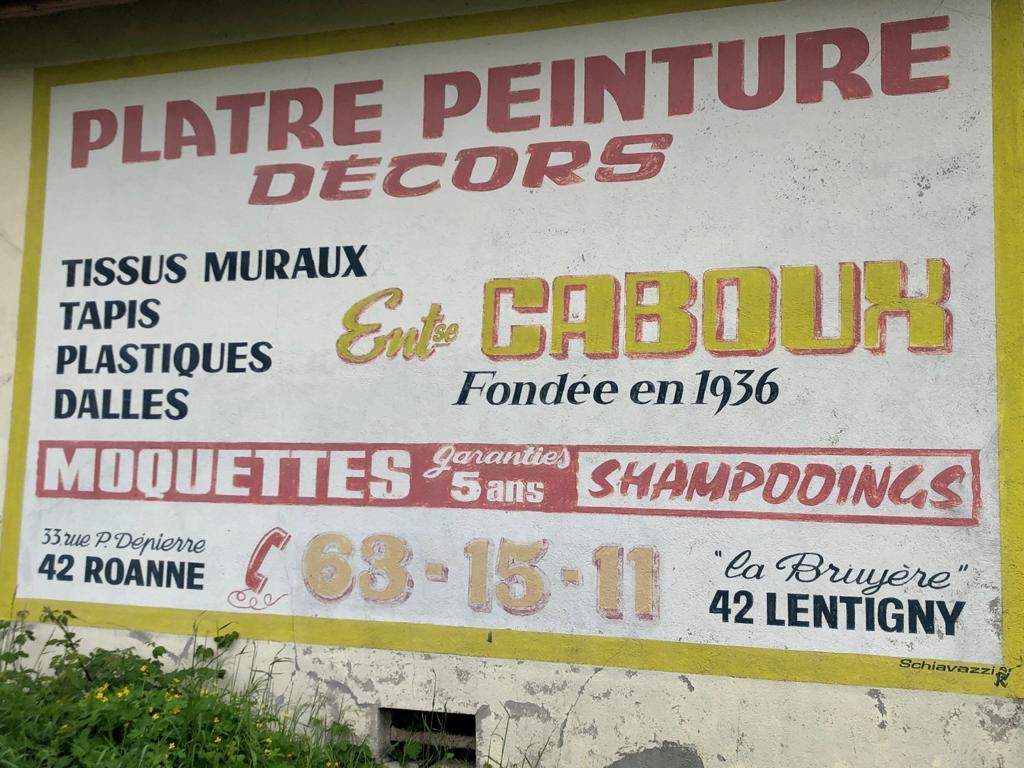 PLATRE PEINTURE
DÉCORS
TISSUS MURAUX
TAPIS
PLASTIQUES
DALLES
Entse CABOUX
Fondée en 1936
MOQUETTES garanties 5 ans SHAMPOOINGS
33 rue P. Dépierre
42 ROANNE
63-15-11
"la Bruyère"
42 LENTIGNY
Schiavazzi